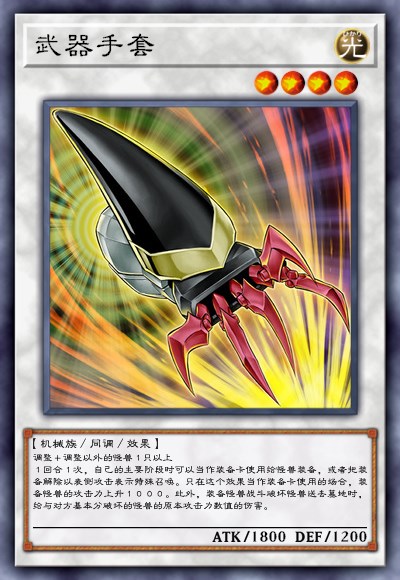 武器手套
ひかり
光
【机械族／同调／效果】
调整＋调整以外的怪兽１只以上
１回合１次，自己的主要阶段时可以当作装备卡使用给怪兽装备，或者把装
备解除以表侧攻击表示特殊召唤。只在这个效果当作装备卡使用的场合，装
备怪兽的攻击力上升１０００。此外，装备怪兽战斗破坏怪兽送去墓地时，
给与对方基本分破坏的怪兽的原本攻击力数值的伤害。
ATK/1800 DEF/1200